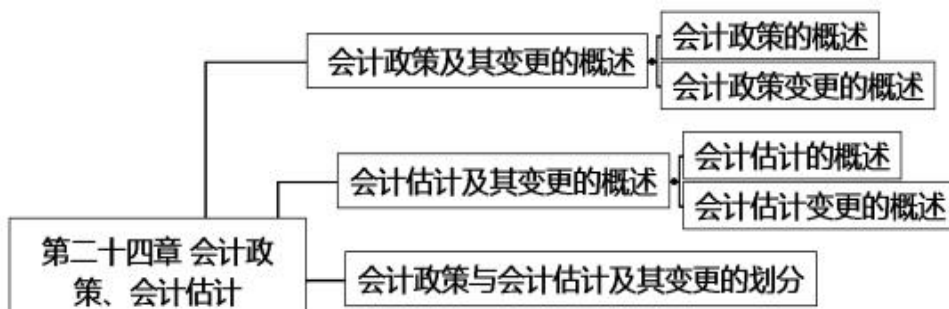 会计政策及其变更的概述
会计政策的概述
会计政策变更的概述
会计估计及其变更的概述
会计估计的概述
会计估计变更的概述
第二十四章 会计政
策、会计估计
会计政策与会计估计及其变更的划分